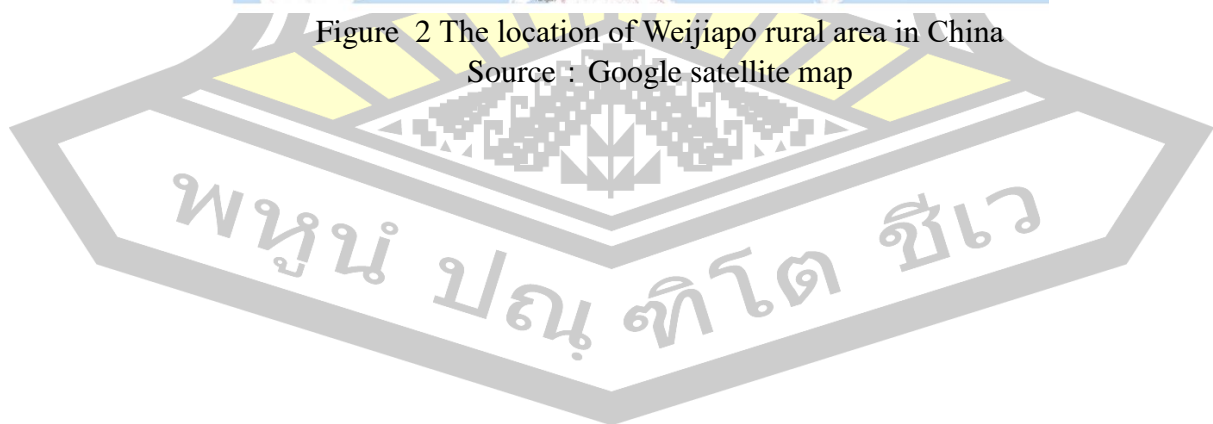 Figure 2 The location of Weijiapo rural area in China
Source : Google satellite map
พหูนํ ปณฺฑิโต ชีเว